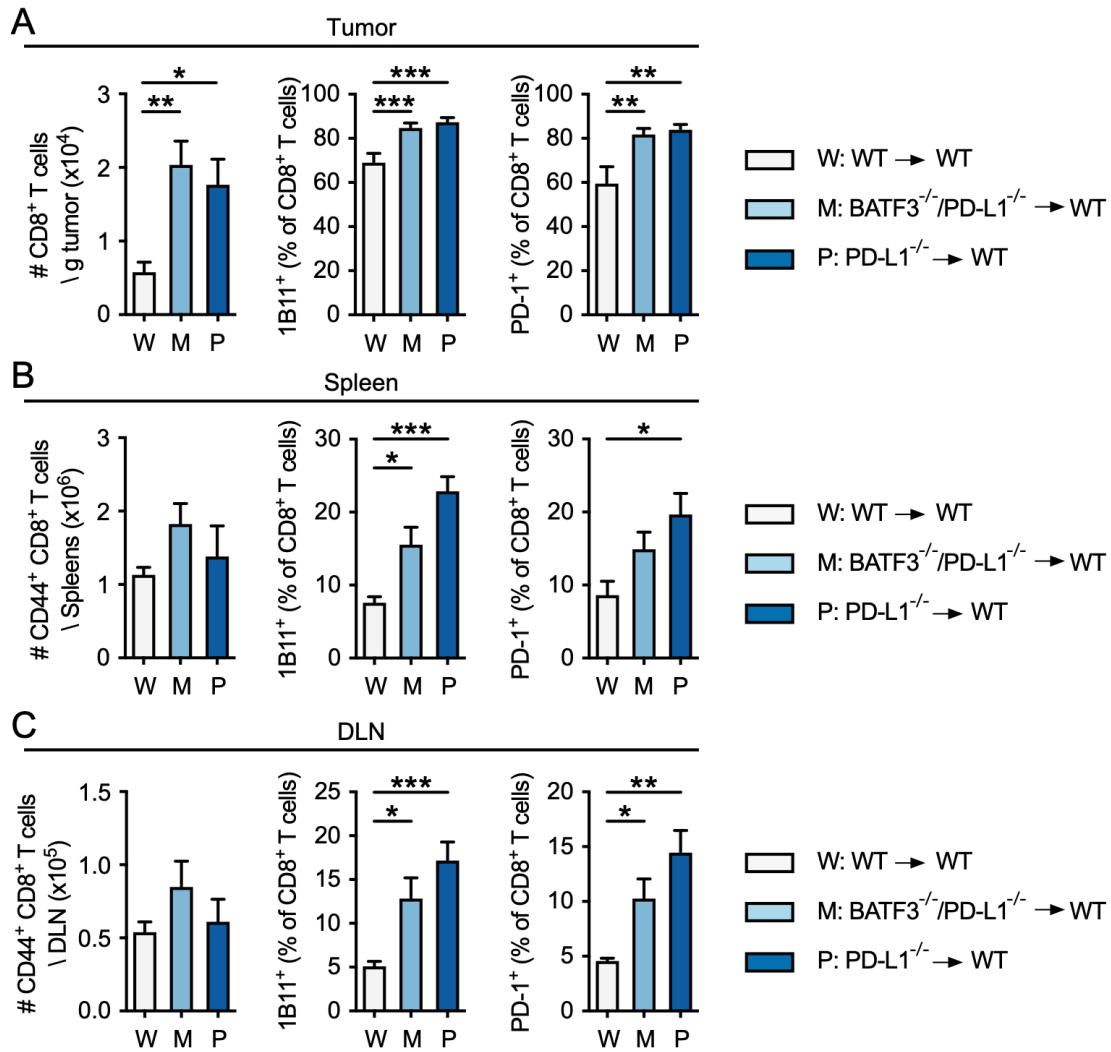 A
Tumor
# CD8+ T cells
\ g tumor (x10^4)
3
2
1
0
*
**
W M P
1B11+ (% of CD8+ T cells)
100
80
60
40
20
0
***
***
W M P
PD-1+ (% of CD8+ T cells)
100
80
60
40
20
0
**
**
W M P
W: WT → WT
M: BATF3-/-/PD-L1-/- → WT
P: PD-L1-/- → WT
B
Spleen
# CD44+ CD8+ T cells
\ Spleens (x10^6)
3
2
1
0
W M P
1B11+ (% of CD8+ T cells)
30
20
10
0
***
*
W M P
PD-1+ (% of CD8+ T cells)
30
20
10
0
*
W M P
W: WT → WT
M: BATF3-/-/PD-L1-/- → WT
P: PD-L1-/- → WT
C
DLN
# CD44+ CD8+ T cells
\ DLN (x10^5)
1.5
1.0
0.5
0.0
W M P
1B11+ (% of CD8+ T cells)
25
20
15
10
5
0
***
*
W M P
PD-1+ (% of CD8+ T cells)
20
15
10
5
0
**
*
W M P
W: WT → WT
M: BATF3-/-/PD-L1-/- → WT
P: PD-L1-/- → WT